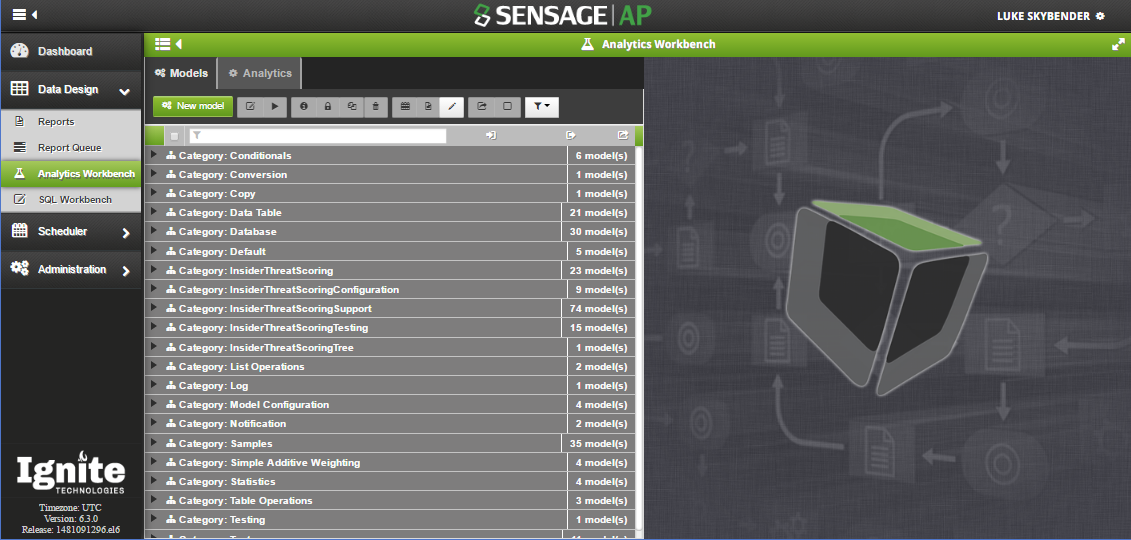 SENSAGE AP
LUKE SKYBENDER
Dashboard
Data Design
Reports
Report Queue
Analytics Workbench
SQL Workbench
Scheduler
Administration
Ignite
TECHNOLOGIES
Timezone: UTC
Version: 6.3.0
Release: 1481091296.el6
Analytics Workbench
Models Analytics
New model
Category: Conditionals 6 model(s)
Category: Conversion 1 model(s)
Category: Copy 1 model(s)
Category: Data Table 21 model(s)
Category: Database 30 model(s)
Category: Default 5 model(s)
Category: InsiderThreatScoring 23 model(s)
Category: InsiderThreatScoringConfiguration 9 model(s)
Category: InsiderThreatScoringSupport 74 model(s)
Category: InsiderThreatScoringTesting 15 model(s)
Category: InsiderThreatScoringTree 1 model(s)
Category: List Operations 2 model(s)
Category: Log 1 model(s)
Category: Model Configuration 4 model(s)
Category: Notification 2 model(s)
Category: Samples 35 model(s)
Category: Simple Additive Weighting 4 model(s)
Category: Statistics 4 model(s)
Category: Table Operations 3 model(s)
Category: Testing 1 model(s)